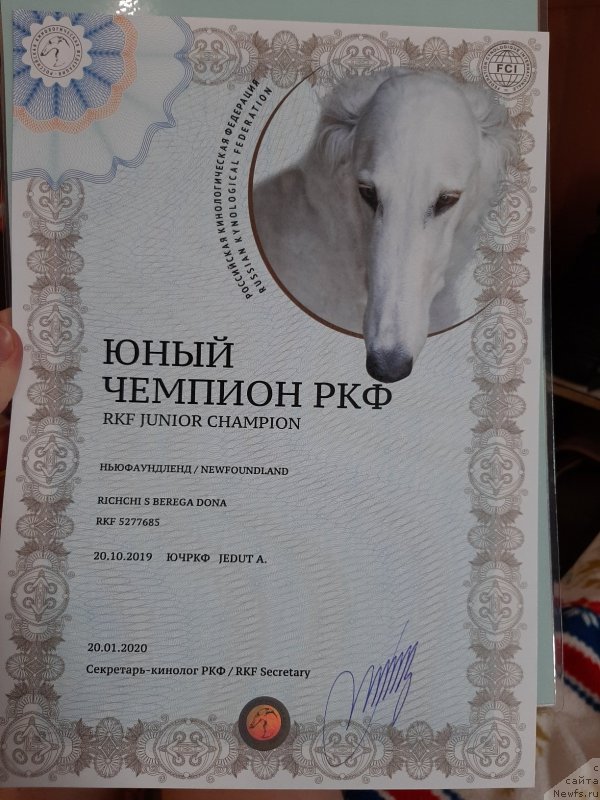 РОССИЙСКАЯ КИНОЛОГИЧЕСКАЯ ФЕДЕРАЦИЯ
RUSSIAN KYNOLOGICAL FEDERATION
FCI
ЮНЫЙ
ЧЕМПИОН РКФ
RKF JUNIOR CHAMPION
НЬЮФАУНДЛЕНД / NEWFOUNDLAND
RICHCHI S BEREGA DONA
RKF 5277685
20.10.2019 ЮЧРКФ JEDUT A.
20.01.2020
Секретарь-кинолог РКФ / RKF Secretary
с
сайта
Newfs.ru